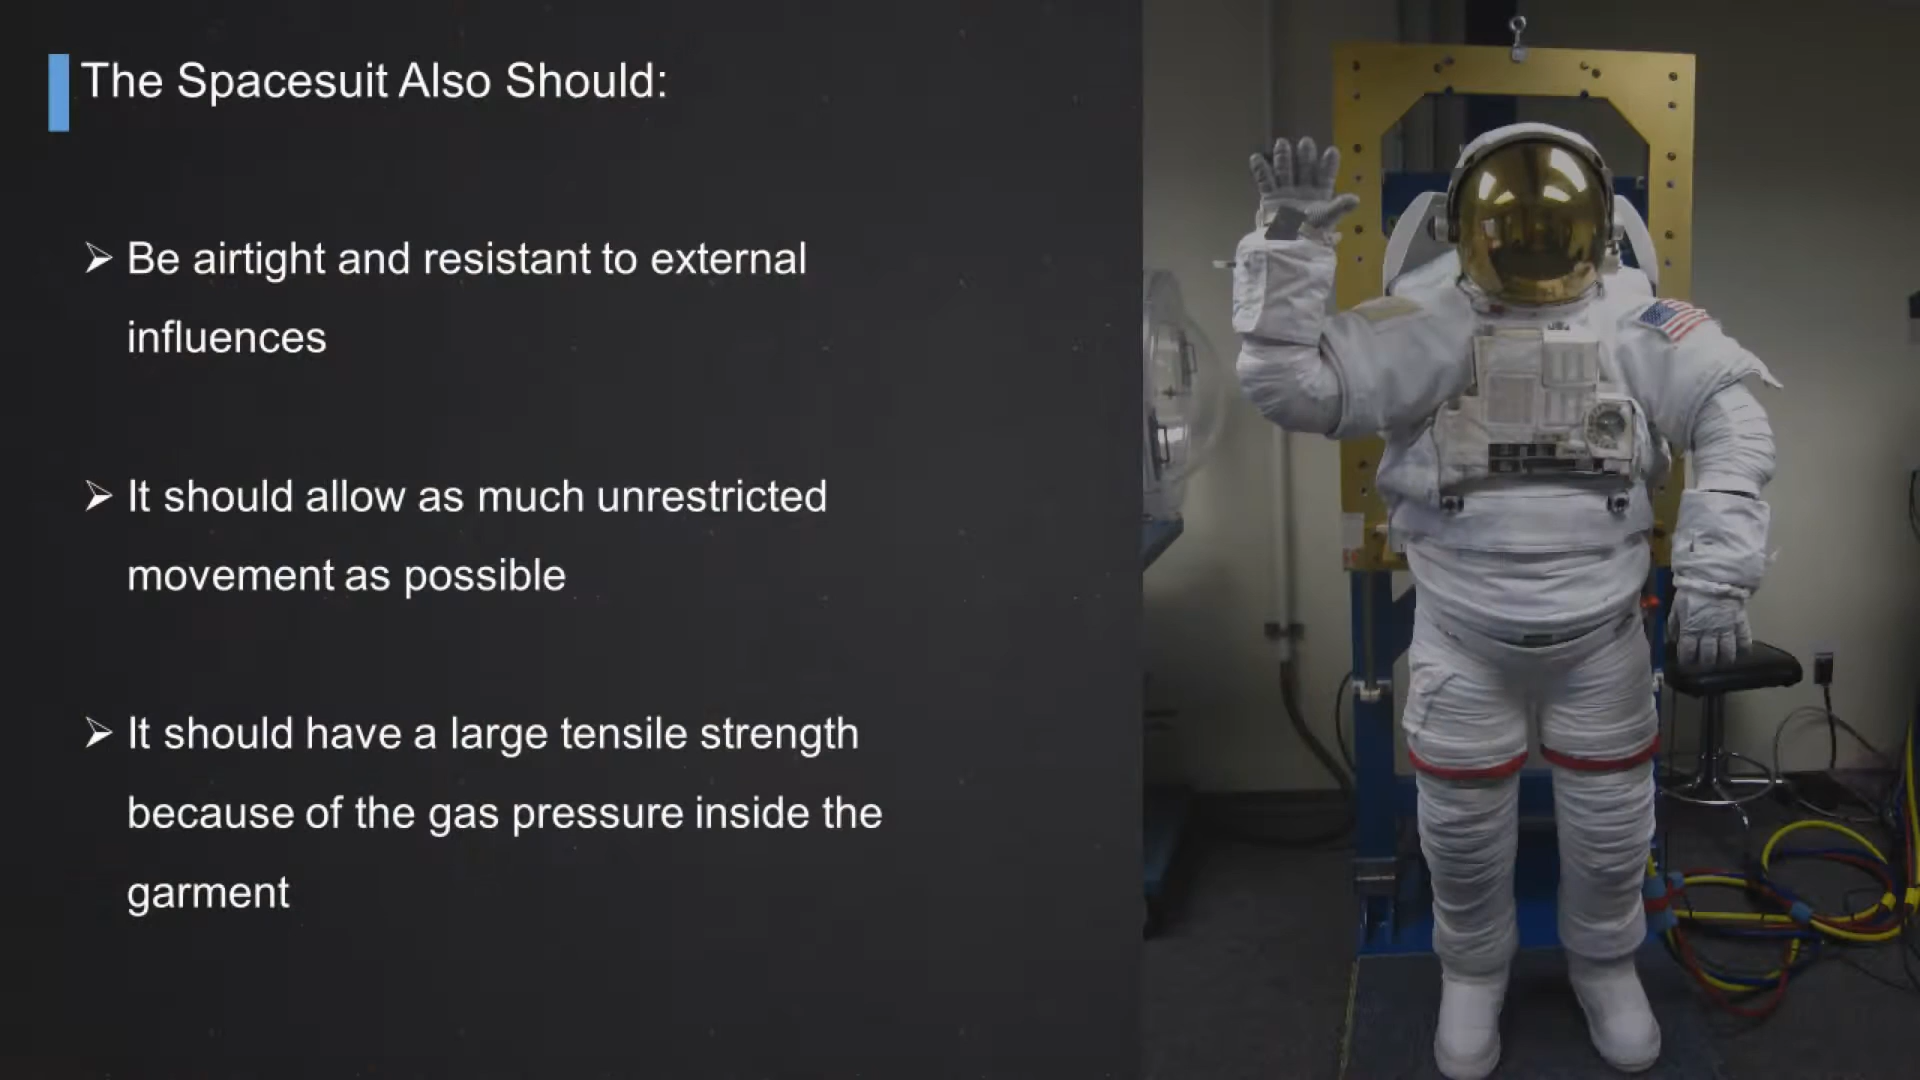 The Spacesuit Also Should:
➢ Be airtight and resistant to external
influences
➢ It should allow as much unrestricted
movement as possible
➢ It should have a large tensile strength
because of the gas pressure inside the
garment